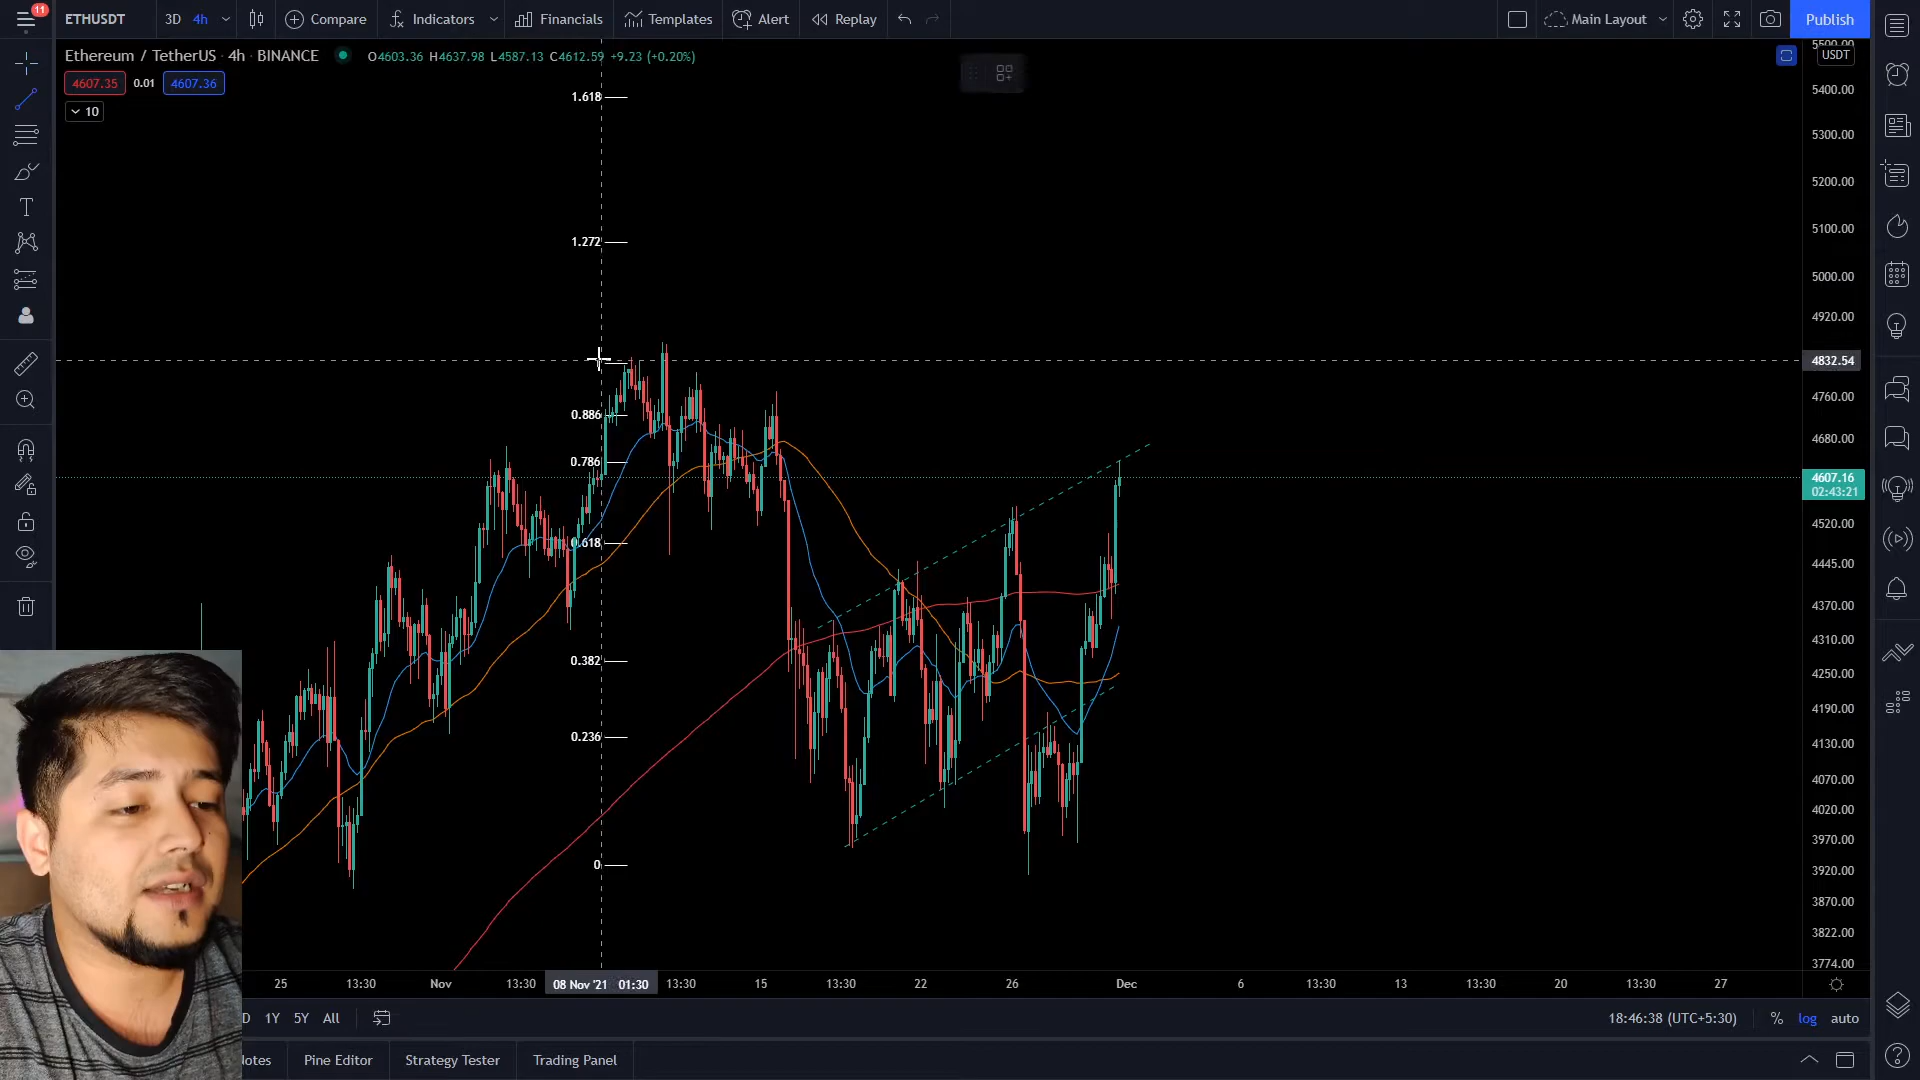 11
ETHUSDT
3D 4h
Compare
Indicators
Financials
Templates
Alert
Replay
Main Layout
Publish
Ethereum / TetherUS · 4h · BINANCE
O4603.36 H4637.98 L4587.13 C4612.59 +9.23 (+0.20%)
4607.35 0.01 4607.36
10
1.618
1.272
0.886
0.786
0.618
0.382
0.236
0
5500.00
USDT
5400.00
5300.00
5200.00
5100.00
5000.00
4920.00
4832.54
4760.00
4680.00
4607.16
02:43:21
4520.00
4445.00
4370.00
4310.00
4250.00
4190.00
4130.00
4070.00
4020.00
3970.00
3920.00
3870.00
3822.00
3774.00
25 13:30 Nov 13:30 08 Nov '21 01:30 13:30 15 13:30 22 26 Dec 6 13:30 13 13:30 20 13:30 27
D 1Y 5Y All
18:46:38 (UTC+5:30) % log auto
otes Pine Editor Strategy Tester Trading Panel